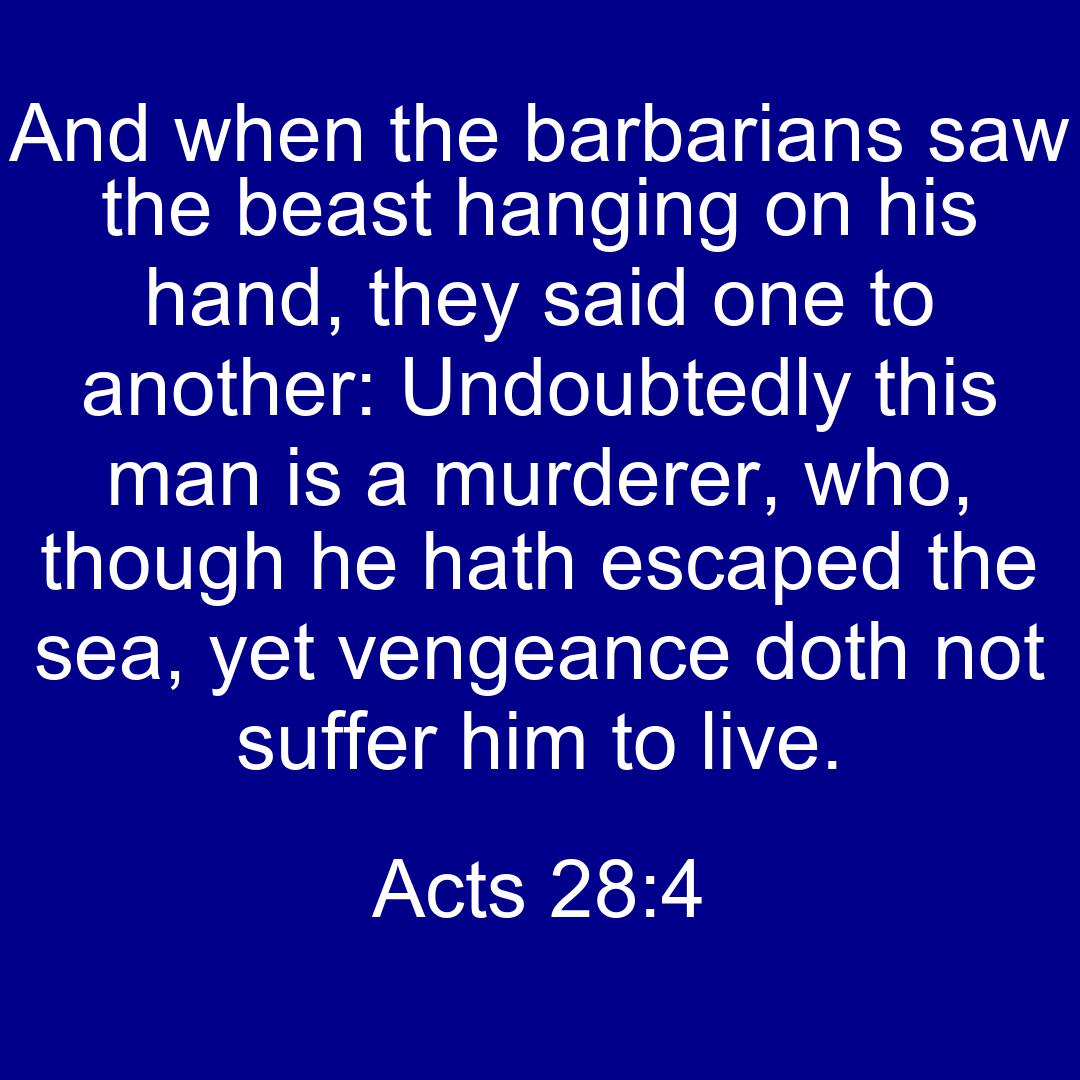 And when the barbarians saw
the beast hanging on his
hand, they said one to
another: Undoubtedly this
man is a murderer, who,
though he hath escaped the
sea, yet vengeance doth not
suffer him to live.
Acts 28:4